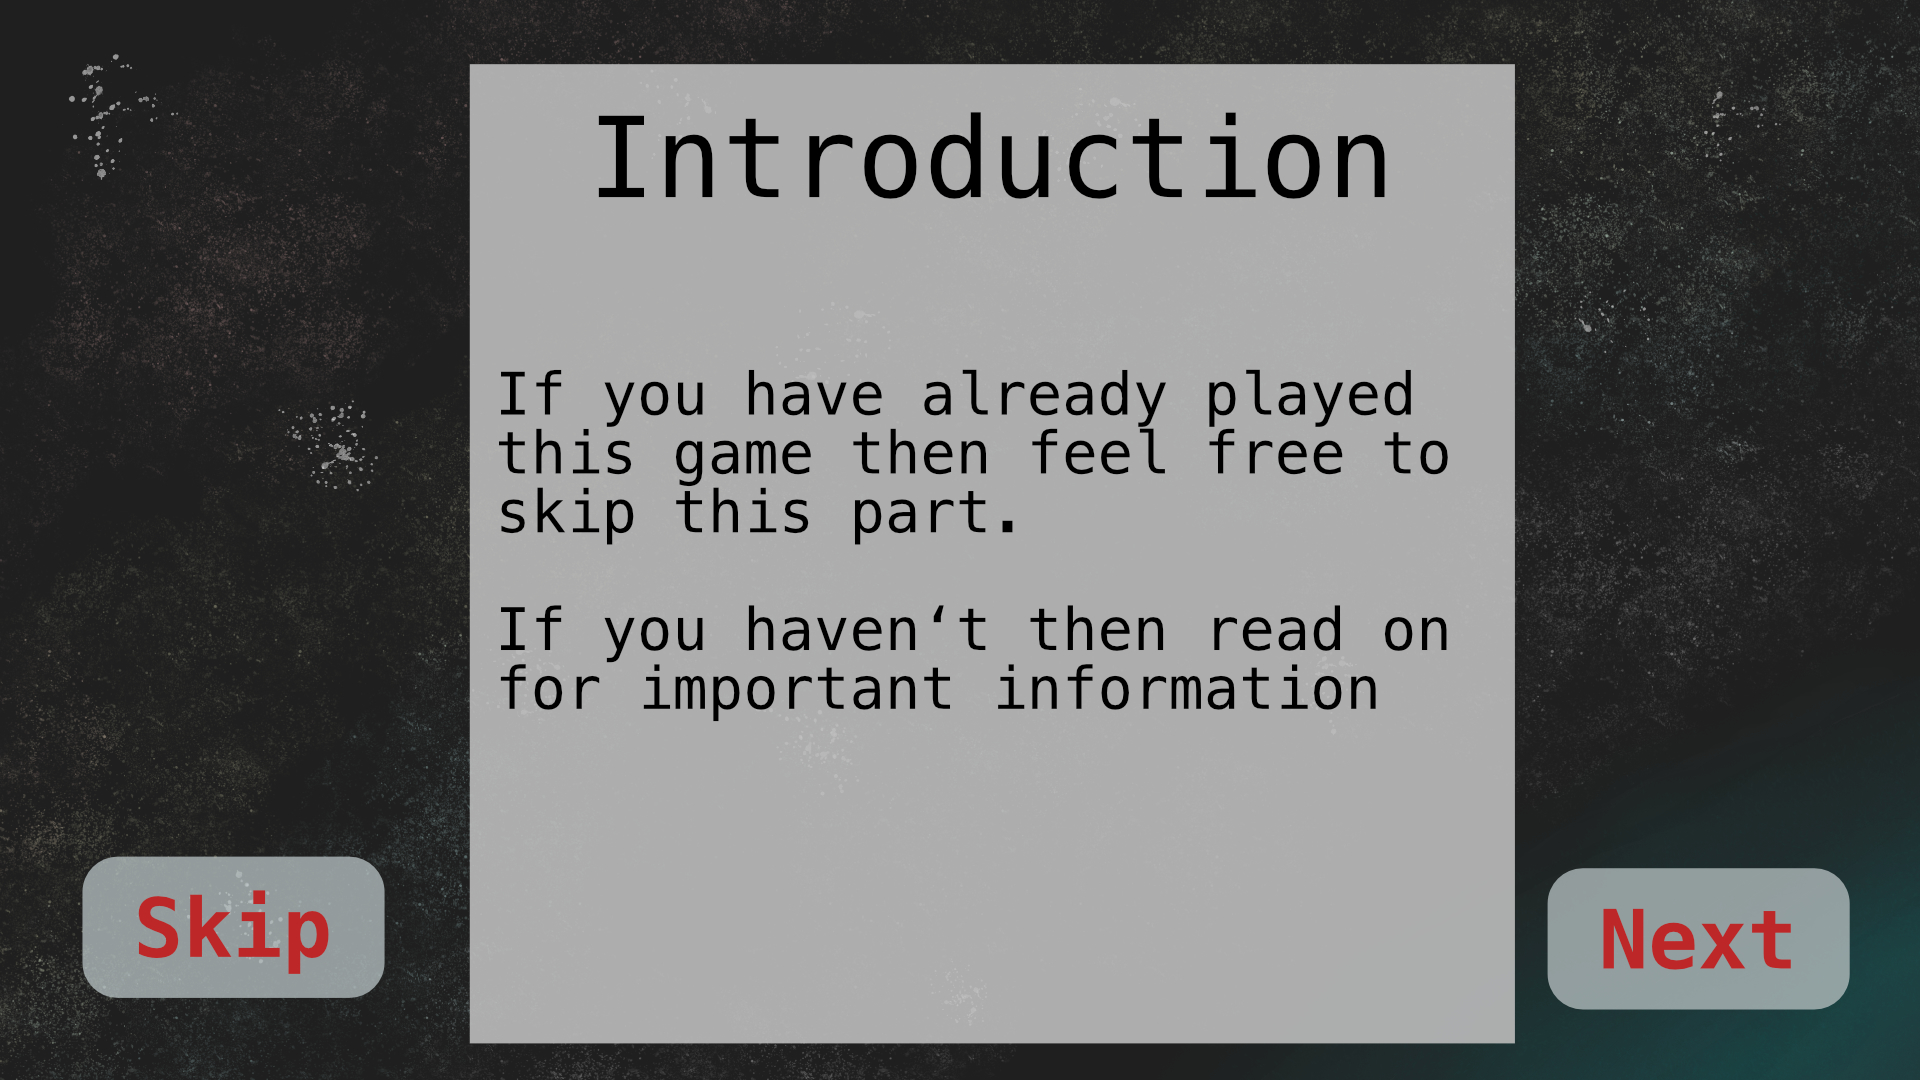 Introduction
If you have already played
this game then feel free to
skip this part.
If you haven‘t then read on
for important information
Skip
Next